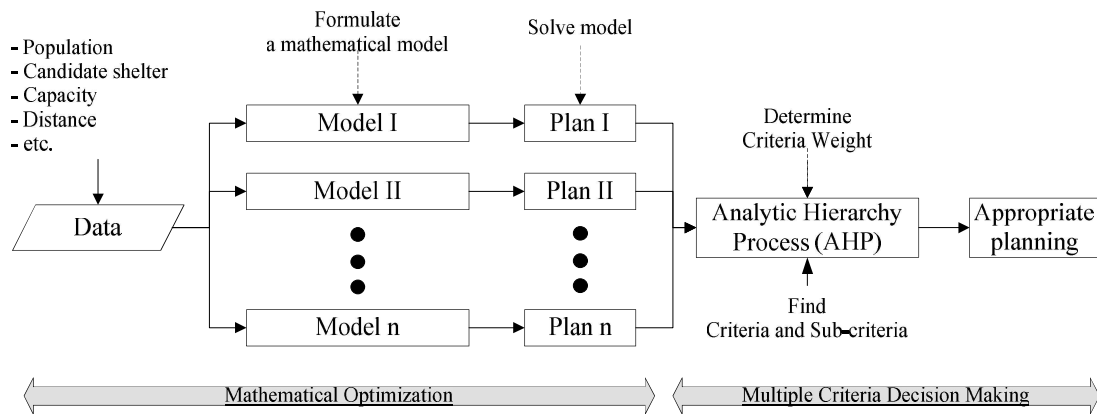 - Population
- Candidate shelter
- Capacity
- Distance
- etc.
Data
Formulate
a mathematical model
Solve model
Model I
Plan I
Model II
Plan II
Model n
Plan n
Determine
Criteria Weight
Analytic Hierarchy
Process (AHP)
Find
Criteria and Sub-criteria
Appropriate
planning
Mathematical Optimization
Multiple Criteria Decision Making